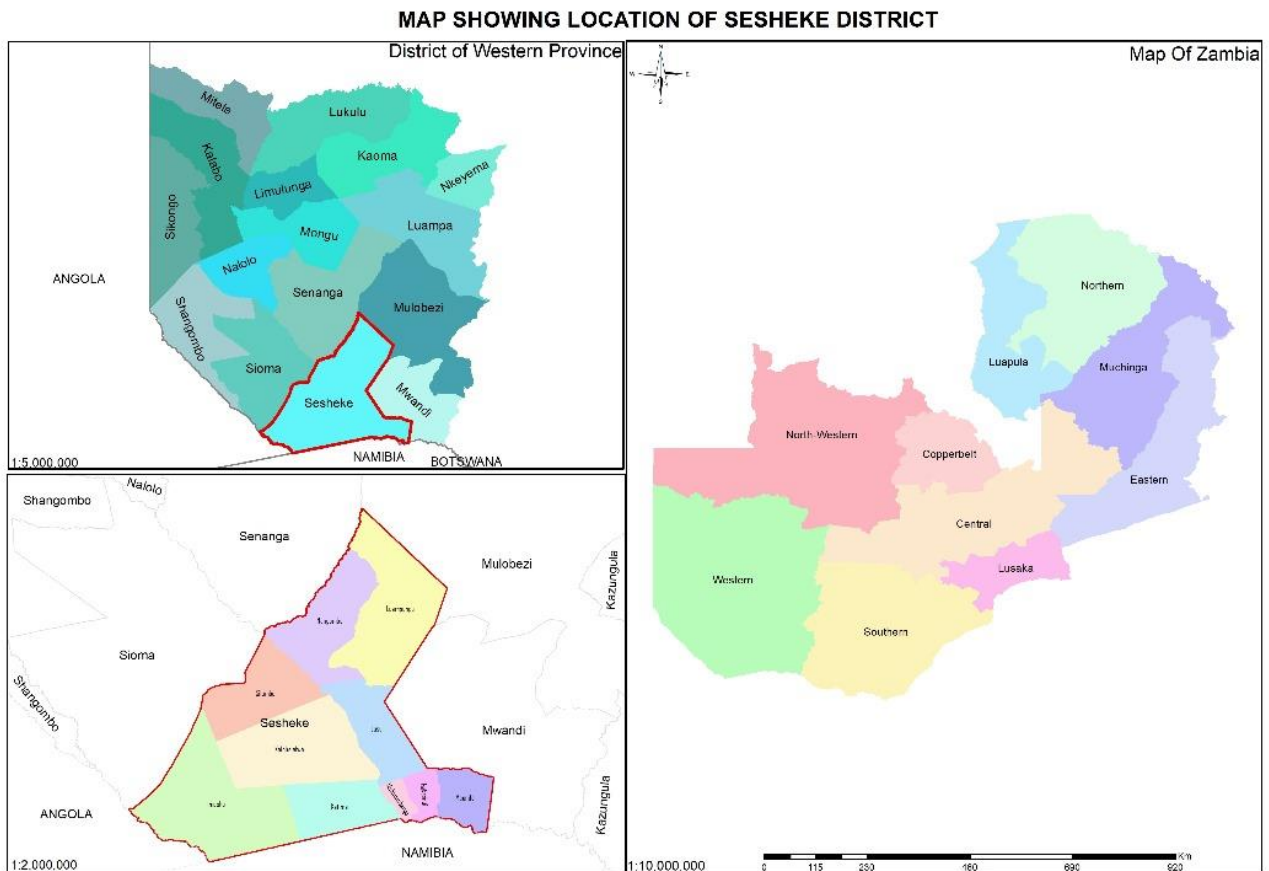 MAP SHOWING LOCATION OF SESHEKE DISTRICT
District of Western Province
Mitele
Lukulu
Kalabo
Kaoma
Nkeyema
Limulunga
Sikongo
Luampa
Mongu
Nalolo
ANGOLA
Senanga
Mulobezi
Shangombo
Sioma
Mwandi
Sesheke
NAMIBIA
BOTSWANA
1:5,000,000
Nalolo
Shangombo
Senanga
Mulobezi
Kazungula
Sioma
Shangombo
Sesheke
Mwandi
ANGOLA
Kazungula
NAMIBIA
1:2,000,000
Map Of Zambia
N
W E
S
Northern
Luapula
Muchinga
North-Western
Copperbelt
Eastern
Central
Lusaka
Western
Southern
1:10,000,000
0 115 230 460 690 920
Km